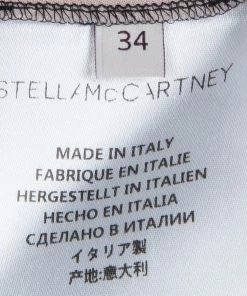 34
STELLA McCARTNEY
MADE IN ITALY
FABRIQUE EN ITALIE
HERGESTELLT IN ITALIEN
HECHO EN ITALIA
СДЕЛАНО В ИТАЛИИ
イタリア製
产地:意大利